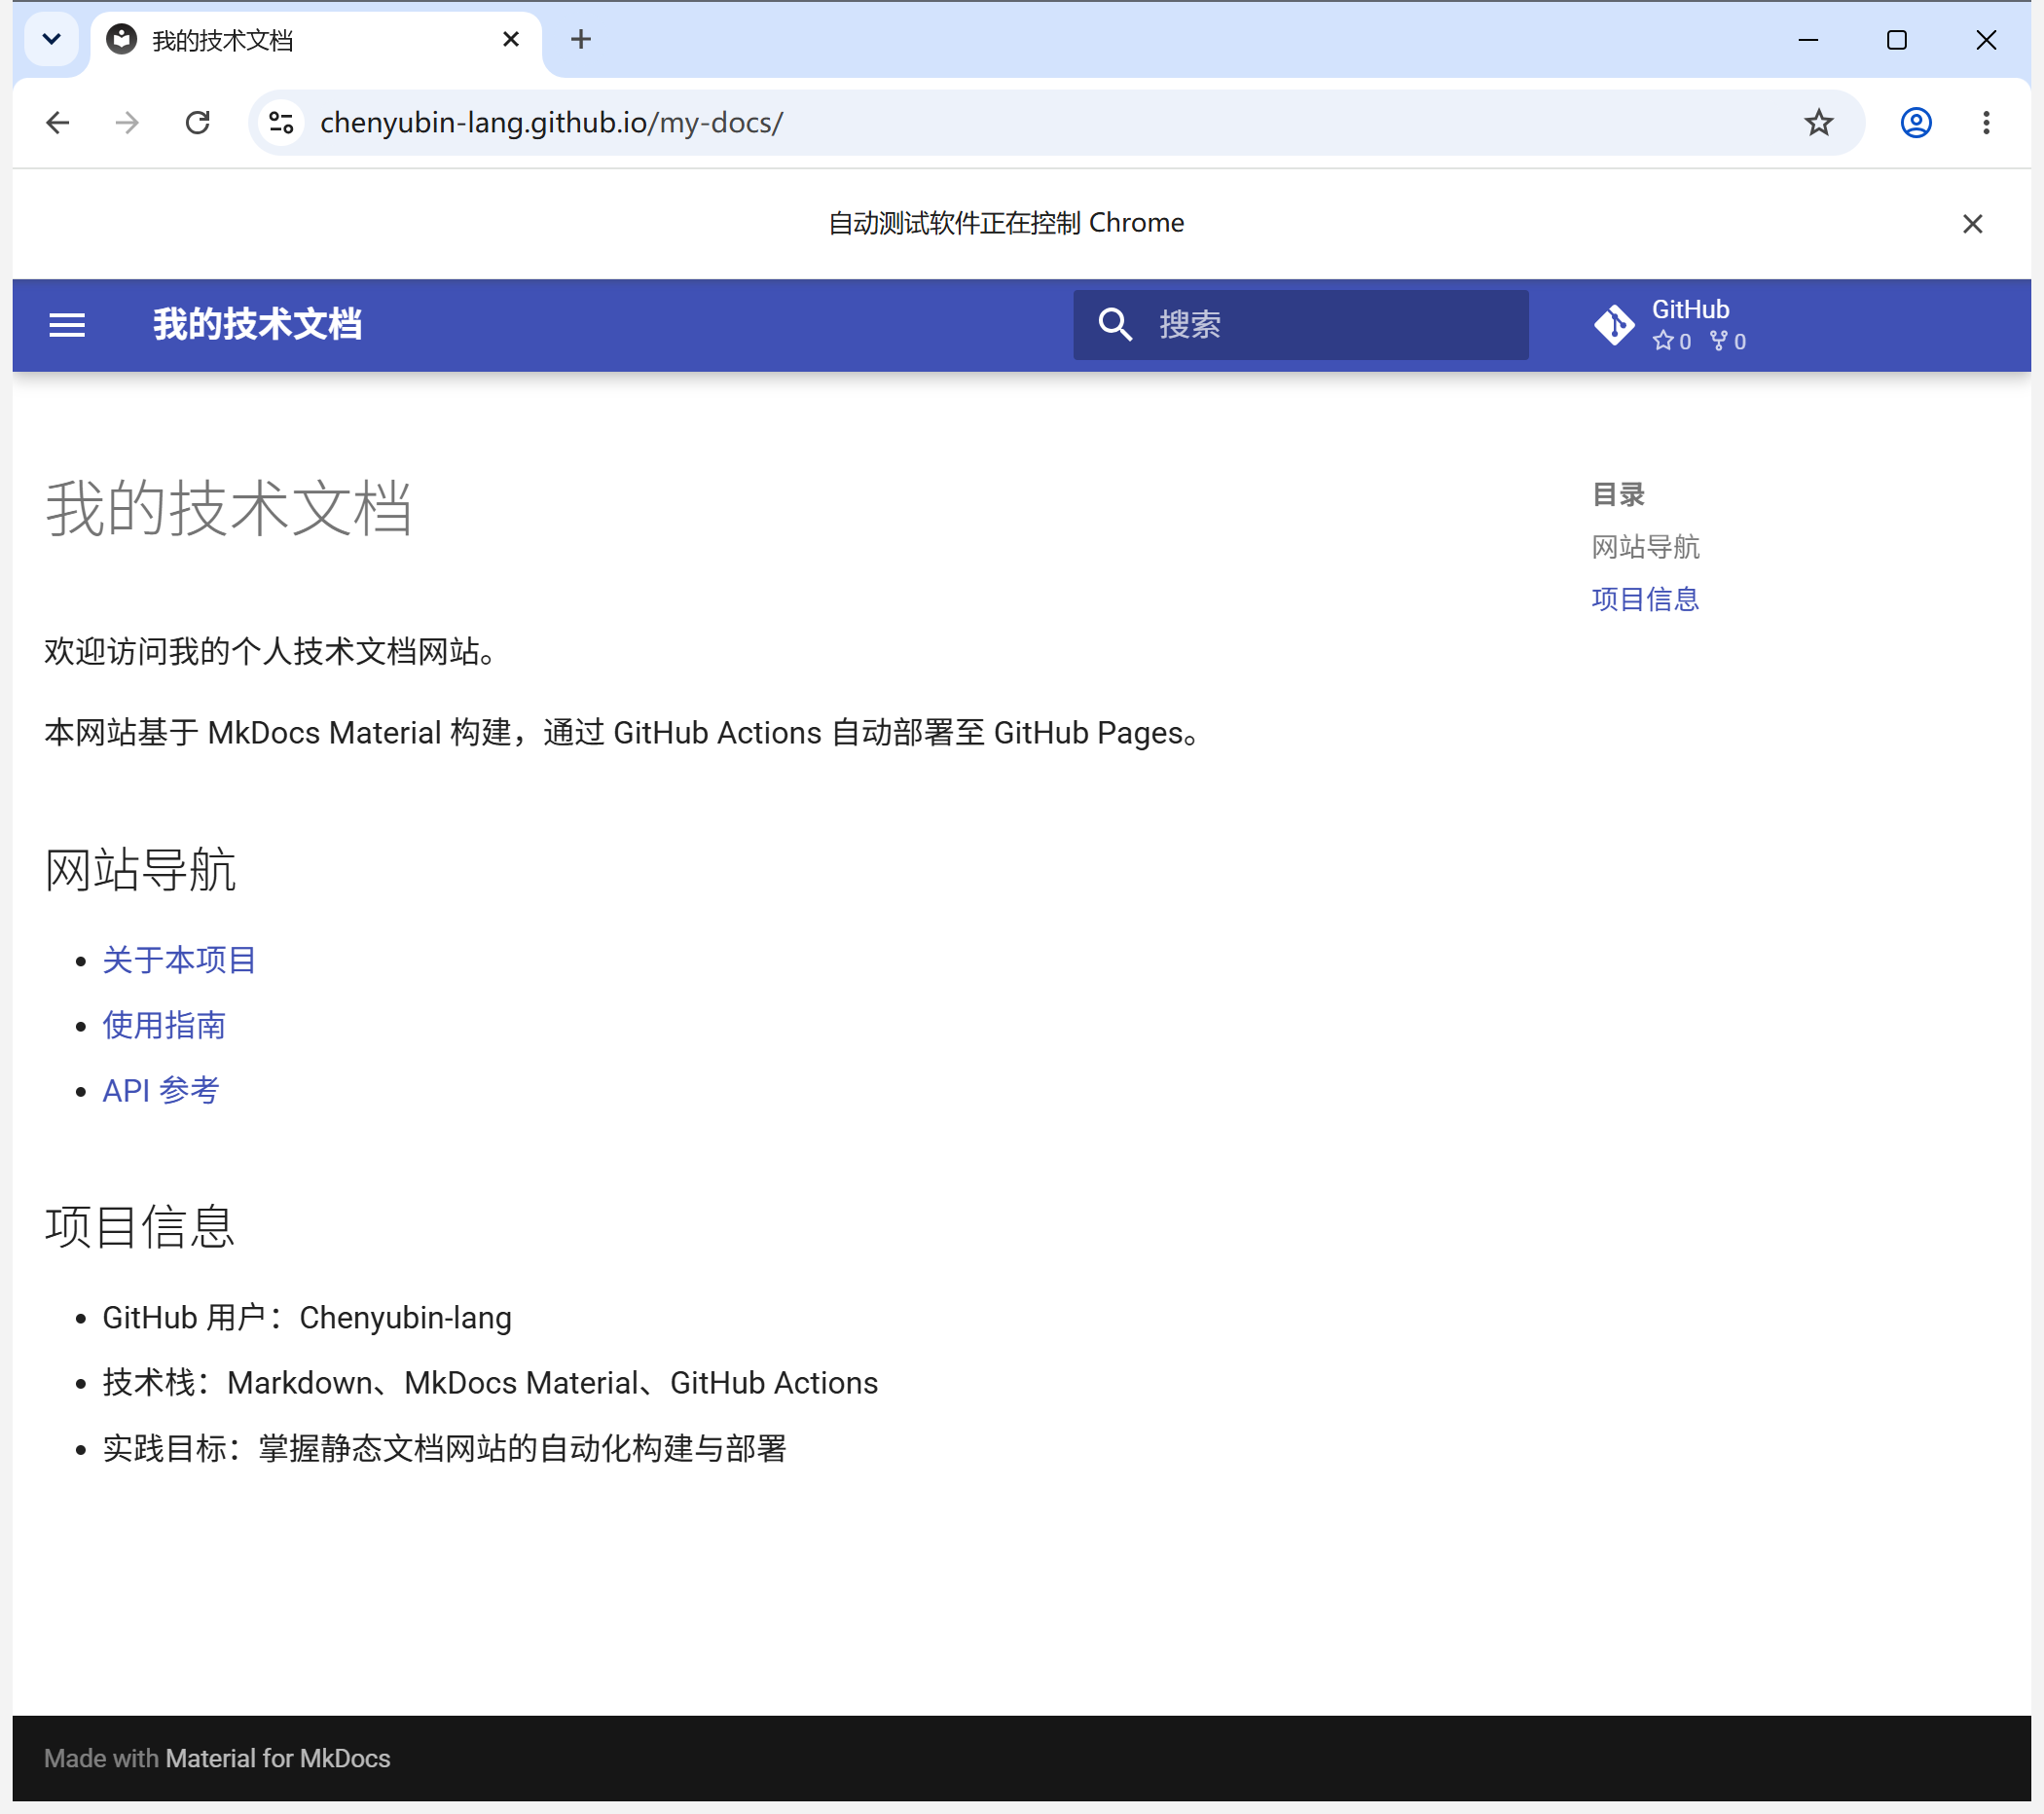 我的技术文档
chenyubin-lang.github.io/my-docs/
自动测试软件正在控制 Chrome
我的技术文档
搜索
GitHub
0 0
我的技术文档
欢迎访问我的个人技术文档网站。
本网站基于 MkDocs Material 构建，通过 GitHub Actions 自动部署至 GitHub Pages。
网站导航
关于本项目
使用指南
API 参考
项目信息
GitHub 用户：Chenyubin-lang
技术栈：Markdown、MkDocs Material、GitHub Actions
实践目标：掌握静态文档网站的自动化构建与部署
目录
网站导航
项目信息
Made with Material for MkDocs